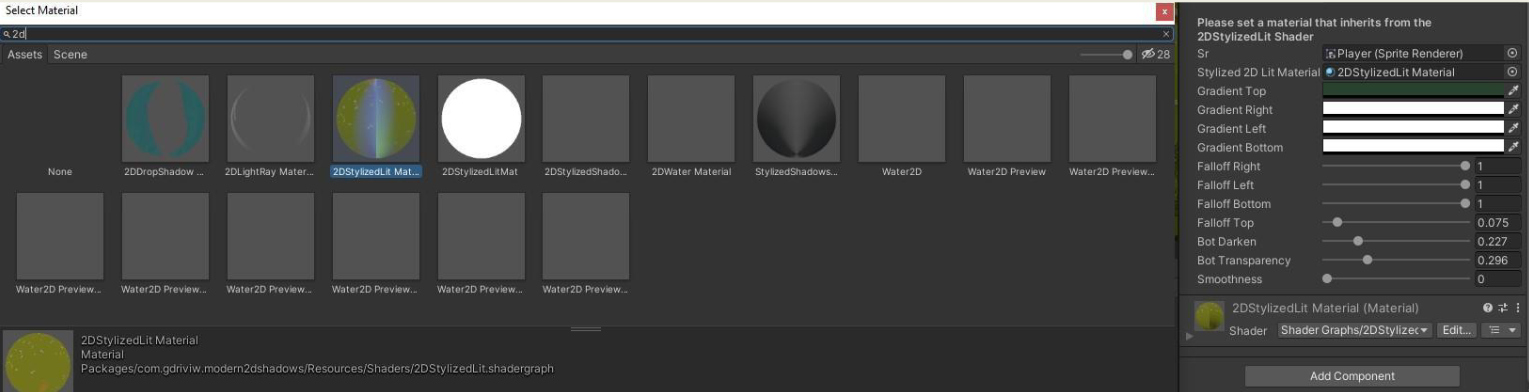 Select Material
2d
Assets Scene
28
None
2DDropShadow ...
2DLightRay Mater...
2DStylizedLit Mat...
2DStylizedLitMat
2DStylizedShado...
2DWater Material
StylizedShadows...
Water2D
Water2D Preview
Water2D Preview...
Water2D Preview...
Water2D Preview...
Water2D Preview...
Water2D Preview...
Water2D Preview...
Water2D Preview...
2DStylizedLit Material
Material
Packages/com.gdriviw.modern2dshadows/Resources/Shaders/2DStylizedLit.shadergraph
Please set a material that inherits from the
2DStylizedLit Shader
Sr Player (Sprite Renderer)
Stylized 2D Lit Material 2DStylizedLit Material
Gradient Top
Gradient Right
Gradient Left
Gradient Bottom
Falloff Right 1
Falloff Left 1
Falloff Bottom 1
Falloff Top 0.075
Bot Darken 0.227
Bot Transparency 0.296
Smoothness 0
2DStylizedLit Material (Material)
Shader Shader Graphs/2DStylized Edit...
Add Component